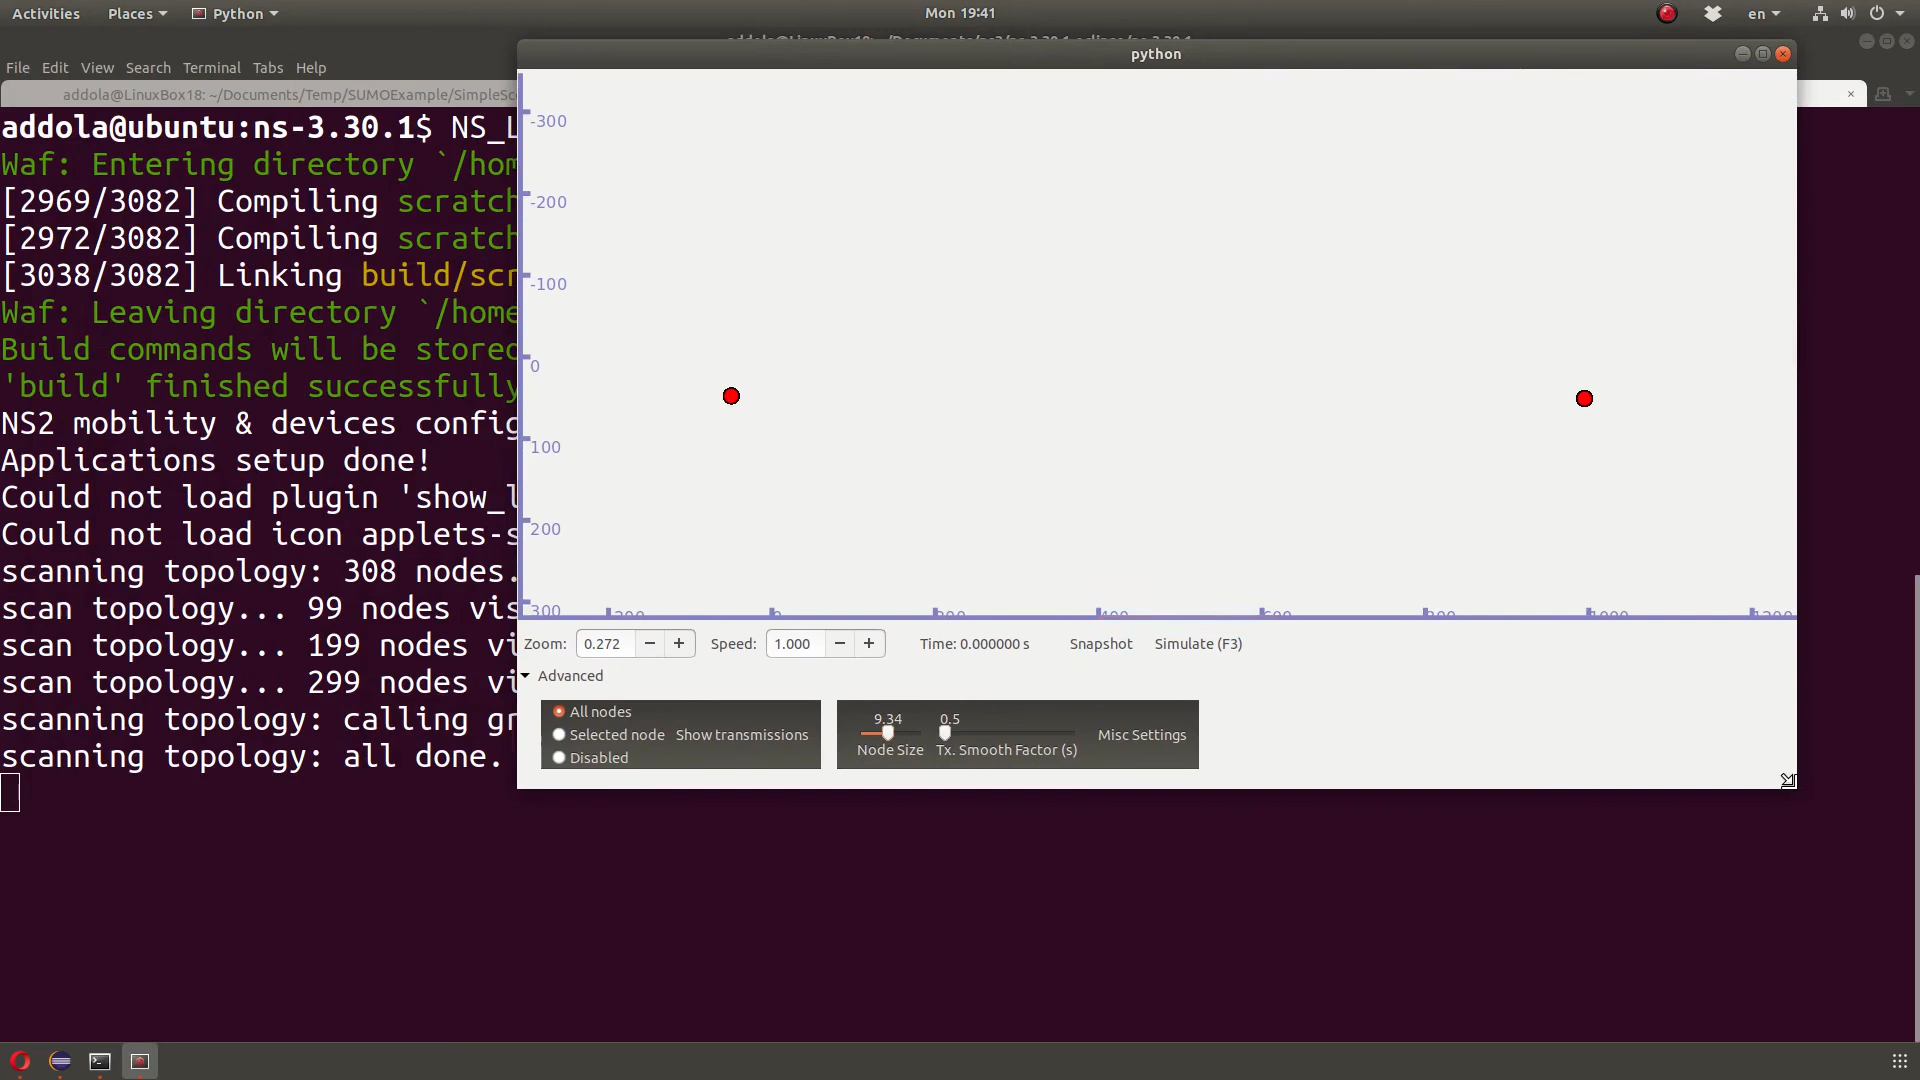 Activities Places Python Mon 19:41 en
File Edit View Search Terminal Tabs Help
python
addola@LinuxBox18: ~/Documents/Temp/SUMOExample/SimpleSc
addola@ubuntu:ns-3.30.1$ NS_L
Waf: Entering directory `/hom
[2969/3082] Compiling scratch
[2972/3082] Compiling scratch
[3038/3082] Linking build/scr
Waf: Leaving directory `/home
Build commands will be stored
'build' finished successfully
NS2 mobility & devices config
Applications setup done!
Could not load plugin 'show_l
Could not load icon applets-s
scanning topology: 308 nodes.
scan topology... 99 nodes vis
scan topology... 199 nodes vi
scan topology... 299 nodes vi
scanning topology: calling gr
scanning topology: all done.
-300
-200
-100
0
100
200
300
Zoom: 0.272 − + Speed: 1.000 − + Time: 0.000000 s Snapshot Simulate (F3)
Advanced
All nodes
Selected node Show transmissions
Disabled
9.34 0.5
Node Size Tx. Smooth Factor (s) Misc Settings